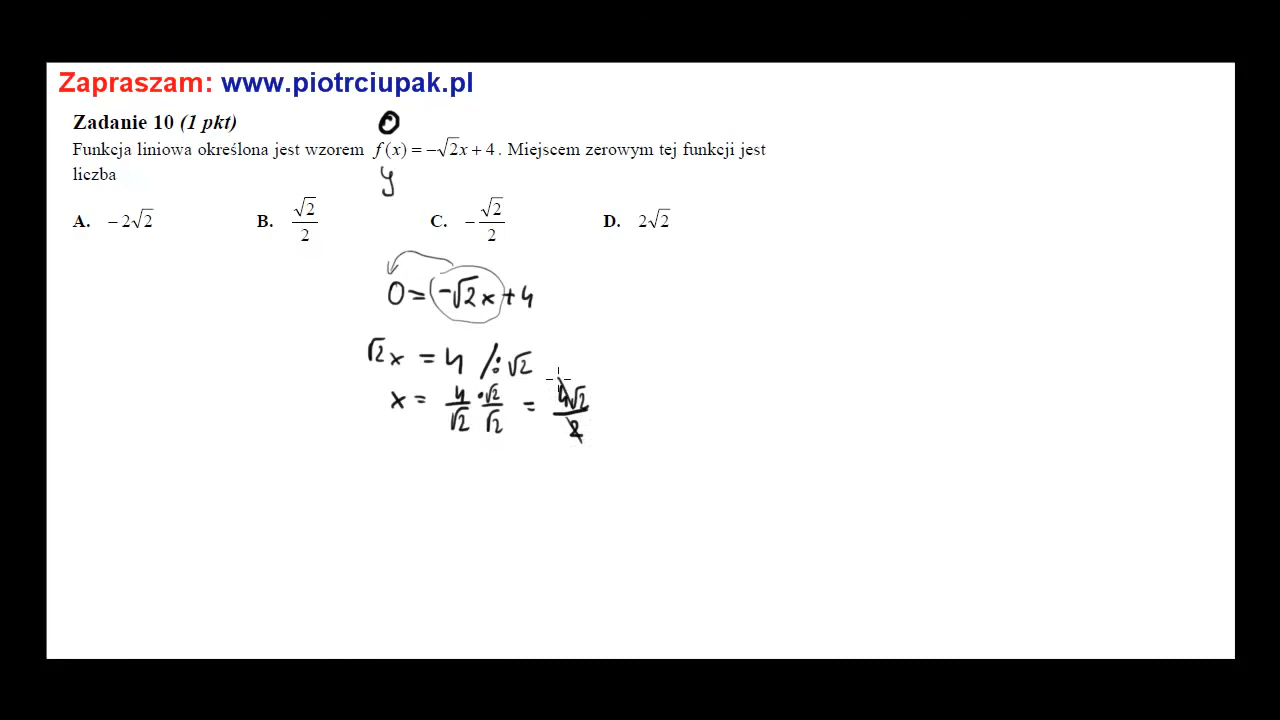 Zapraszam: www.piotrciupak.pl
Zadanie 10 (1 pkt)
0
Funkcja liniowa określona jest wzorem f(x) = −√2x + 4. Miejscem zerowym tej funkcji jest
liczba
y
A. −2√2 B. √2/2 C. −√2/2 D. 2√2
0 = −√2x + 4
√2x = 4 /:√2
x = 4/√2 · √2/√2 = 4√2/2